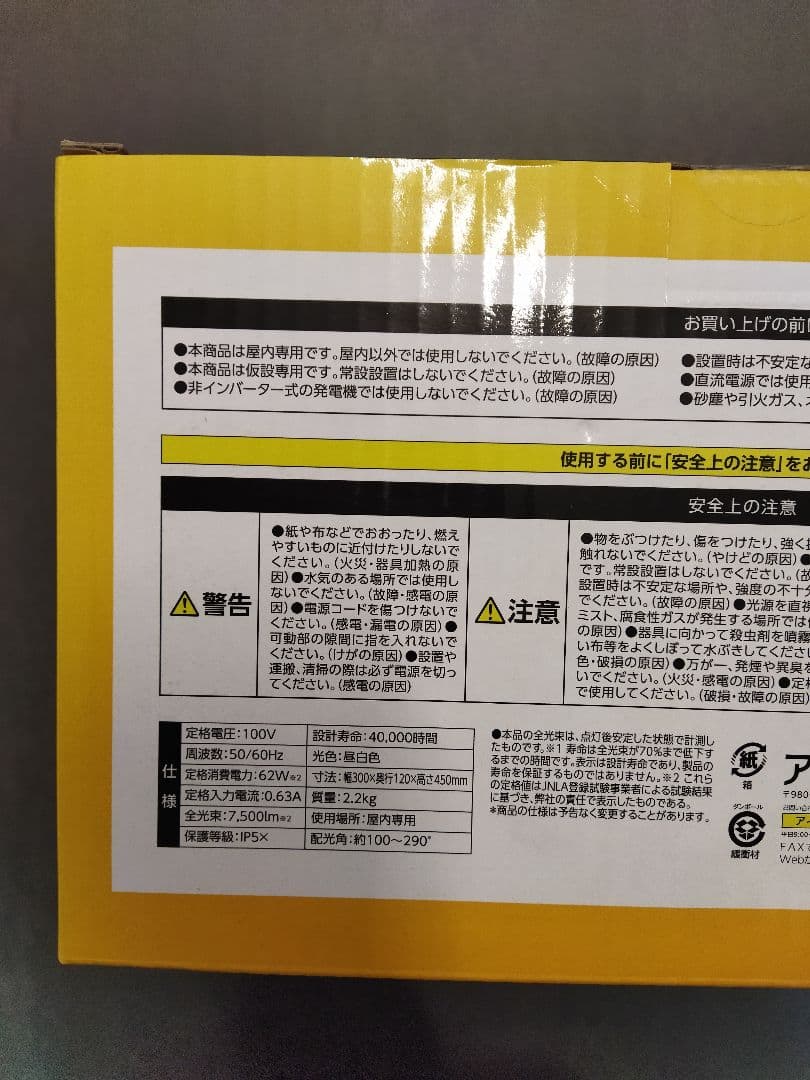 お買い上げの前
●本商品は屋内専用です。屋内以外では使用しないでください。(故障の原因)
●本商品は仮設専用です。常設設置はしないでください。(故障の原因)
●非インバーター式の発電機では使用しないでください。(故障の原因)
●設置時は不安定な
●直流電源では使用
●砂塵や引火ガス、
使用する前に「安全上の注意」をお
安全上の注意
警告
●紙や布などでおおったり、燃え
やすいものに近付けたりしないで
ください。(火災・器具加熱の原
因)●水気のある場所では使用し
ないでください。(故障・感電の原
因)●電源コードを傷つけないで
ください。(感電・漏電の原因)●
可動部の隙間に指を入れないで
ください。(けがの原因)●設置や
運搬、清掃の際は必ず電源を切っ
てください。(感電の原因)
注意
●物をぶつけたり、傷をつけたり、強く
触れないでください。(やけどの原因)●
です。常設設置はしないでください。(故
設置時は不安定な場所や、強度の不十分
でください。(故障の原因)●光源を直視
ミスト、腐食性ガスが発生する場所では
の原因)●器具に向かって殺虫剤を噴霧
い布等をよくしぼって水ぶきしてくださ
色・破損の原因)●万が一、発煙や異臭を
いでください。(火災・感電の原因)●定
で使用してください。(破損・故障の原因)
仕様
定格電圧:100V
設計寿命:40,000時間
周波数:50/60Hz
光色:昼白色
定格消費電力:62W※2
寸法:幅300×奥行120×高さ450mm
定格入力電流:0.63A
質量:2.2kg
全光束:7,500lm※2
使用場所:屋内専用
保護等級:IP5X
配光角:約100～290°
●本品の全光束は、点灯後安定した状態で計測し
たものです。※1 寿命は全光束が70%まで低下す
るまでの時間です。表示は設計寿命であり、製品の
寿命を保証するものではありません。※2 これら
の定格値はJNLA登録試験事業者による試験結果
に基づき、弊社の責任で表示したものである。
*商品の仕様は予告なく変更することがあります。
紙
箱
ダンボール
緩衝材
ア
〒980
お問い合
アイ
平日9:00
FAXで
Webか